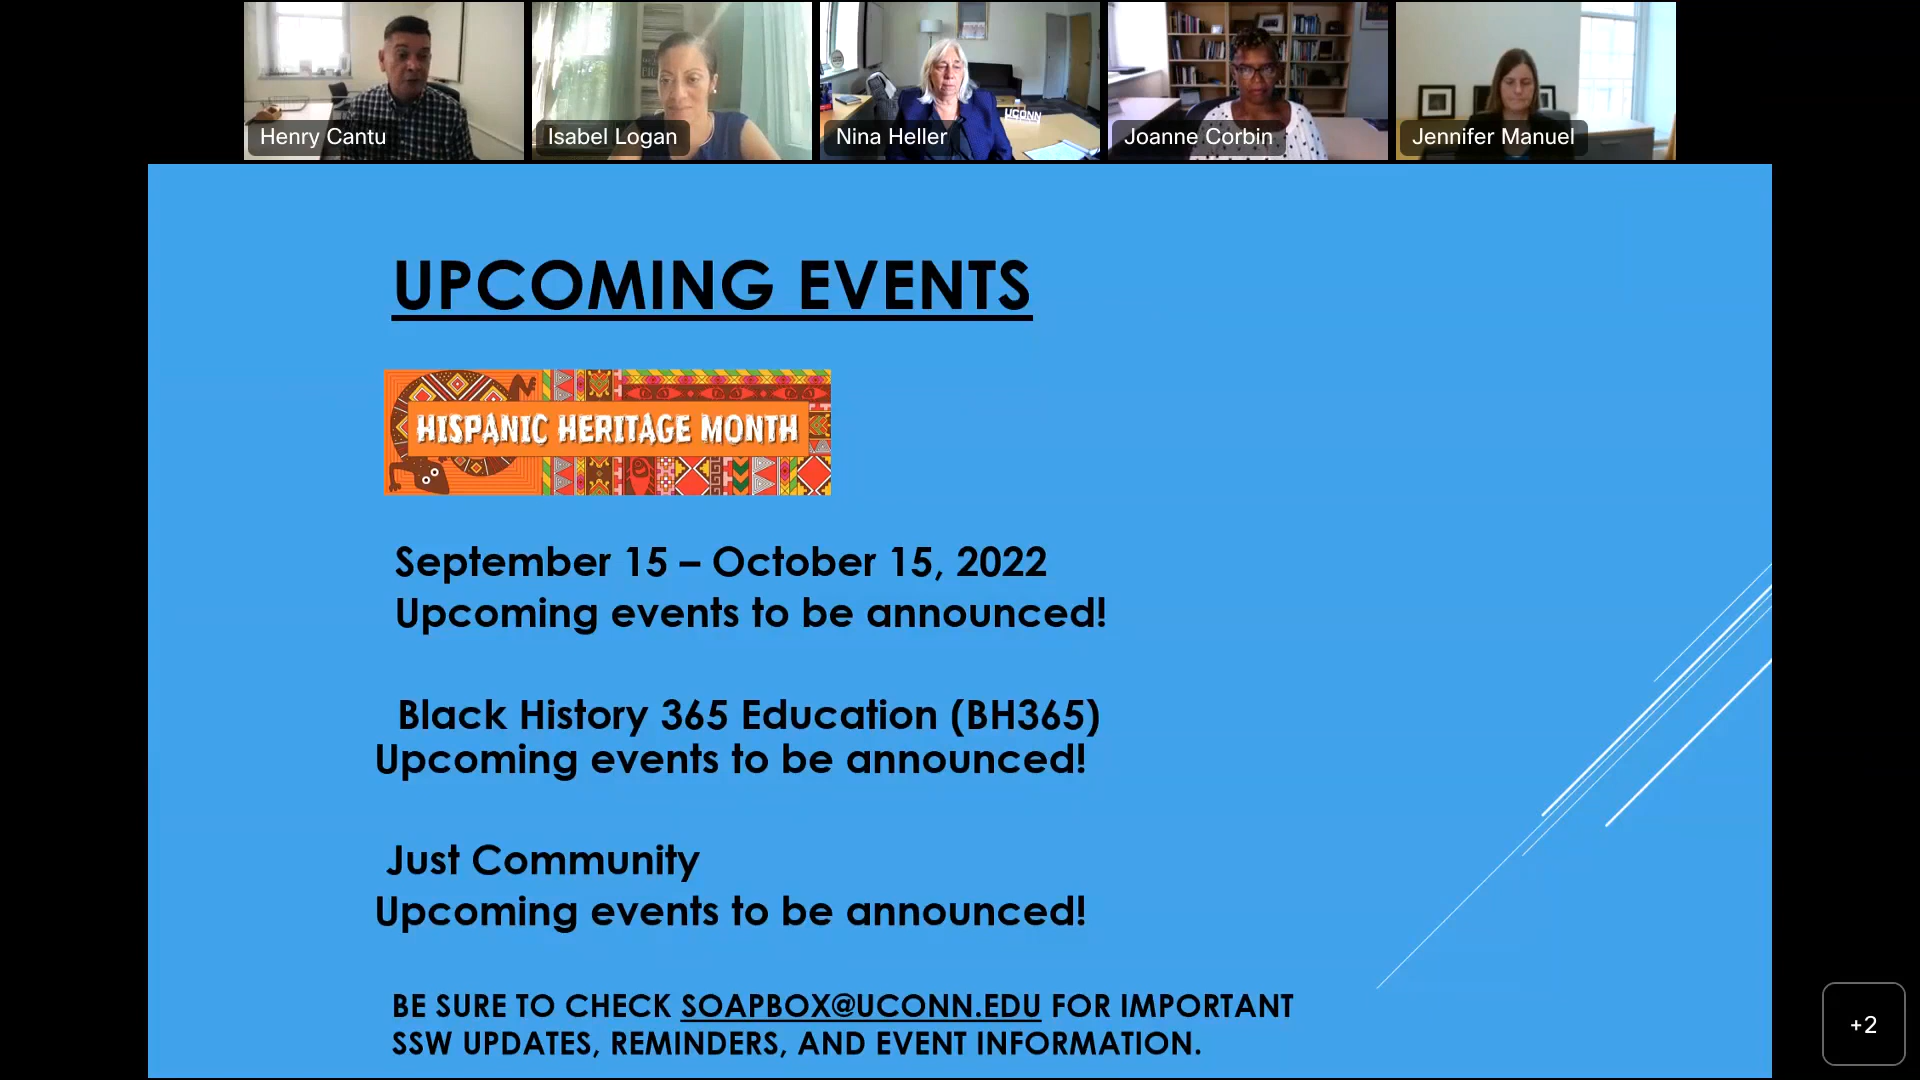 Henry Cantu
Isabel Logan
UCONN
Nina Heller
Joanne Corbin
Jennifer Manuel
UPCOMING EVENTS
HISPANIC HERITAGE MONTH
September 15 – October 15, 2022
Upcoming events to be announced!
Black History 365 Education (BH365)
Upcoming events to be announced!
Just Community
Upcoming events to be announced!
BE SURE TO CHECK SOAPBOX@UCONN.EDU FOR IMPORTANT
SSW UPDATES, REMINDERS, AND EVENT INFORMATION.
+2